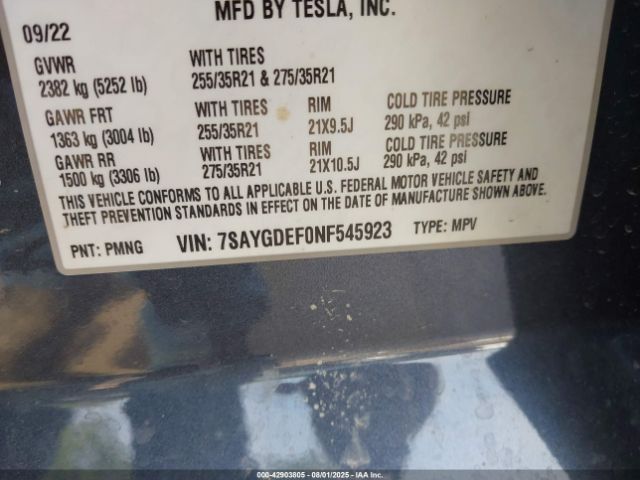 MFD BY TESLA, INC.
09/22
GVWR WITH TIRES
2382 kg (5252 lb) 255/35R21 & 275/35R21
GAWR FRT WITH TIRES RIM COLD TIRE PRESSURE
1363 kg (3004 lb) 255/35R21 21X9.5J 290 kPa, 42 psi
GAWR RR WITH TIRES RIM COLD TIRE PRESSURE
1500 kg (3306 lb) 275/35R21 21X10.5J 290 kPa, 42 psi
THIS VEHICLE CONFORMS TO ALL APPLICABLE U.S. FEDERAL MOTOR VEHICLE SAFETY AND
THEFT PREVENTION STANDARDS IN EFFECT ON THE DATE OF MANUFACTURE SHOWN ABOVE.
PNT: PMNG VIN: 7SAYGDEF0NF545923 TYPE: MPV
000-42903805 - 08/01/2025 - IAAI.COM